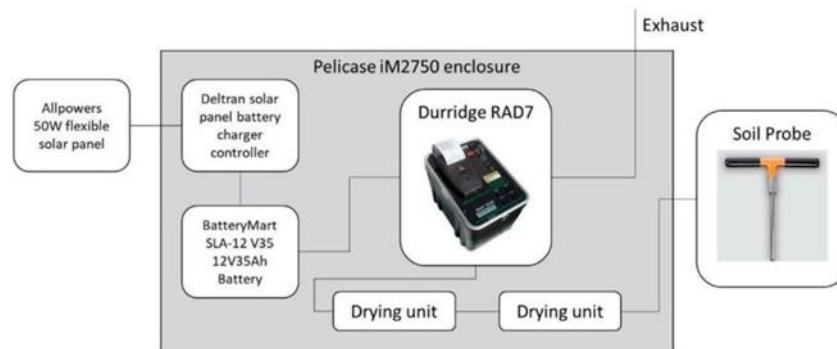 Exhaust
Pelicase iM2750 enclosure
Allpowers
50W flexible
solar panel
Deltran solar
panel battery
charger
controller
Durridge RAD7
Soil Probe
BatteryMart
SLA-12 V35
12V35Ah
Battery
Drying unit
Drying unit